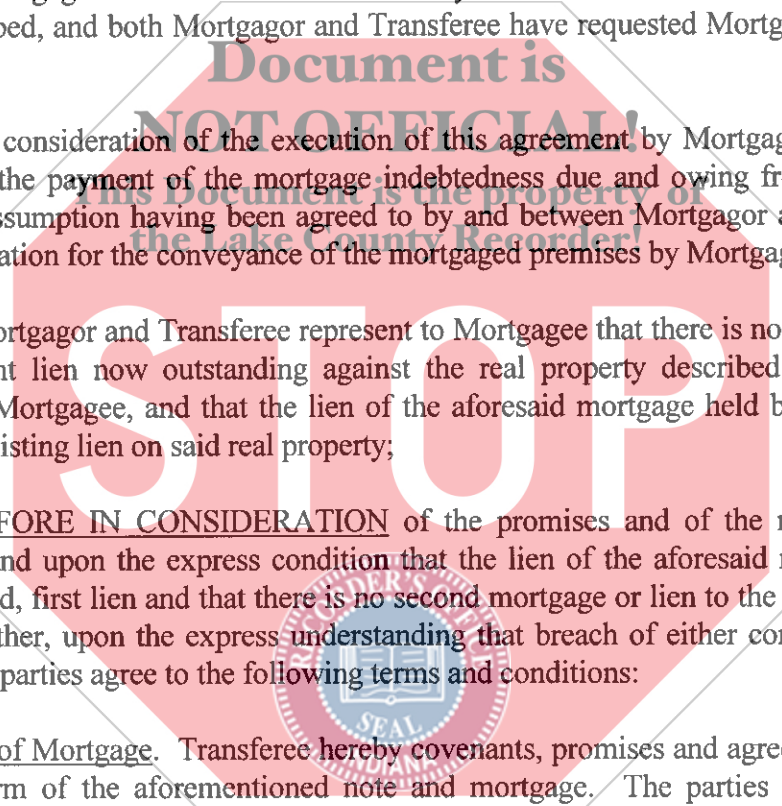 bed, and both Mortgagor and Transferee have requested Mortg
Document is
NOT OFFICIAL!
consideration of the execution of this agreement by Mortgag
the payment of the mortgage indebtedness due and owing fr
This Document is the property of
ssumption having been agreed to by and between Mortgagor a
the Lake County Recorder!
ation for the conveyance of the mortgaged premises by Mortga
STOP
ortgagor and Transferee represent to Mortgagee that there is no
nt lien now outstanding against the real property described
Mortgagee, and that the lien of the aforesaid mortgage held b
isting lien on said real property;
FORE IN CONSIDERATION of the promises and of the
nd upon the express condition that the lien of the aforesaid
d, first lien and that there is no second mortgage or lien to the
ther, upon the express understanding that breach of either con
parties agree to the following terms and conditions:
RECORDER'S OFFICE
SEAL
INDIANA
of Mortgage. Transferee hereby covenants, promises and agree
rm of the aforementioned note and mortgage. The parties